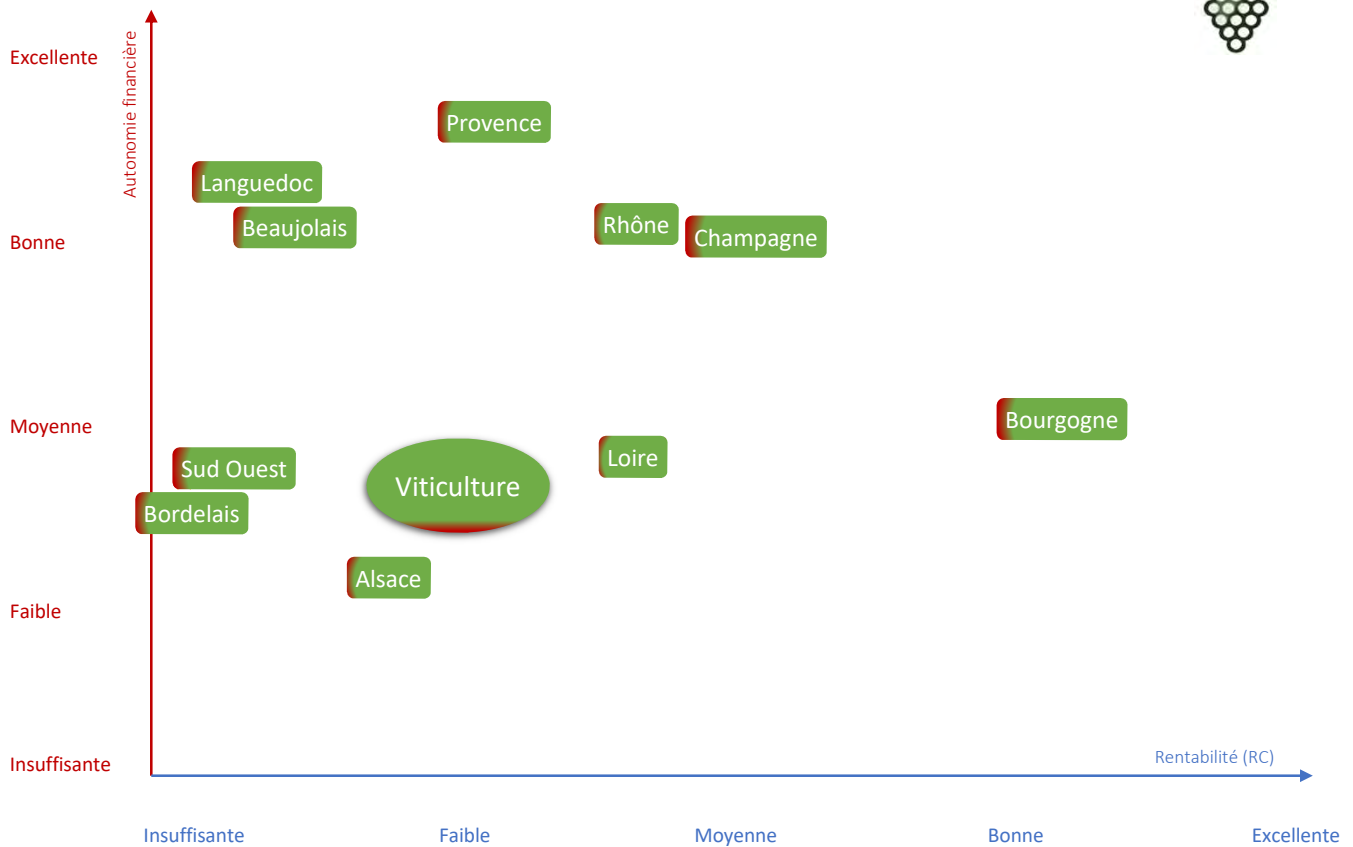 Excellente
Autonomie financière
Provence
Languedoc
Beaujolais
Rhône
Champagne
Bonne
Moyenne
Bourgogne
Sud Ouest
Loire
Viticulture
Bordelais
Alsace
Faible
Insuffisante
Rentabilité (RC)
Insuffisante
Faible
Moyenne
Bonne
Excellente